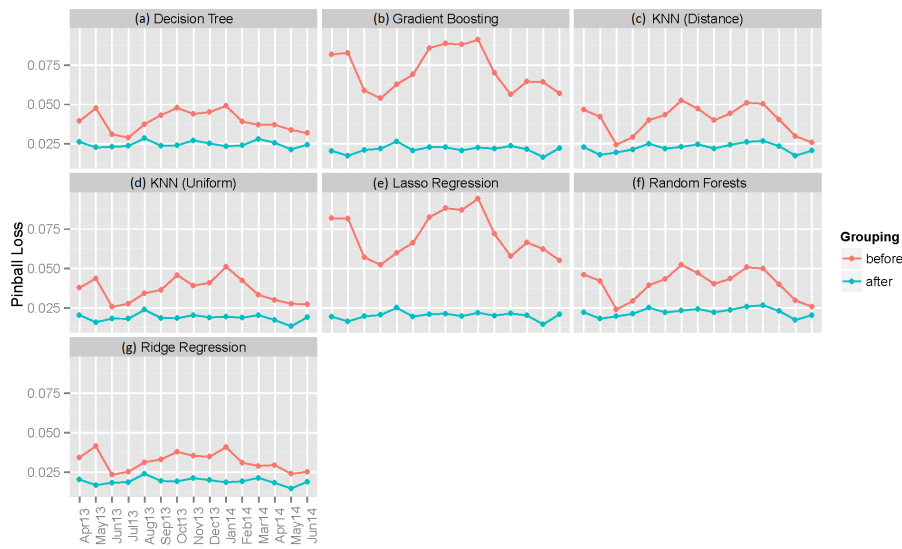 (a) Decision Tree
(b) Gradient Boosting
(c) KNN (Distance)
0.075
0.050
0.025
(d) KNN (Uniform)
(e) Lasso Regression
(f) Random Forests
0.075
0.050
0.025
Pinball Loss
Grouping
before
after
(g) Ridge Regression
0.075
0.050
0.025
Apr13
May13
Jun13
Jul13
Aug13
Sep13
Oct13
Nov13
Dec13
Jan14
Feb14
Mar14
Apr14
May14
Jun14